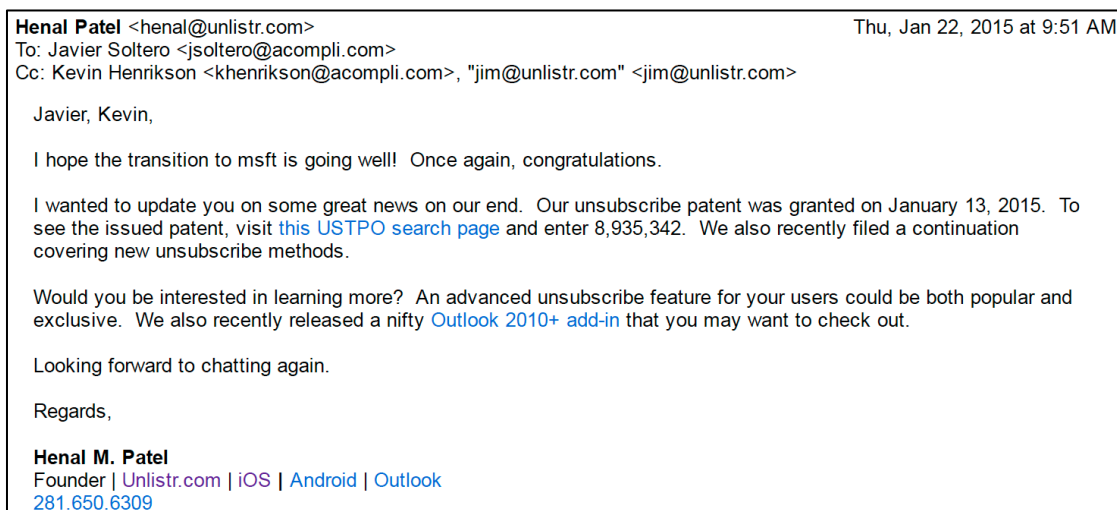 Henal Patel <henal@unlistr.com> Thu, Jan 22, 2015 at 9:51 AM
To: Javier Soltero <jsoltero@acompli.com>
Cc: Kevin Henrikson <khenrikson@acompli.com>, "jim@unlistr.com" <jim@unlistr.com>
Javier, Kevin,
I hope the transition to msft is going well! Once again, congratulations.
I wanted to update you on some great news on our end. Our unsubscribe patent was granted on January 13, 2015. To
see the issued patent, visit this USTPO search page and enter 8,935,342. We also recently filed a continuation
covering new unsubscribe methods.
Would you be interested in learning more? An advanced unsubscribe feature for your users could be both popular and
exclusive. We also recently released a nifty Outlook 2010+ add-in that you may want to check out.
Looking forward to chatting again.
Regards,
Henal M. Patel
Founder | Unlistr.com | iOS | Android | Outlook
281.650.6309